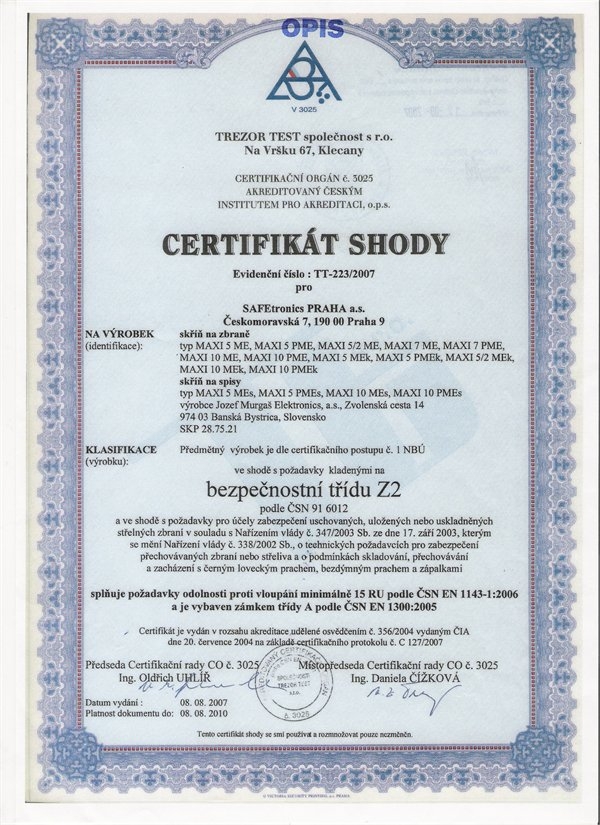 OPIS
V 3025
TREZOR TEST společnost s r.o.
Na Vršku 67, Klecany
CERTIFIKAČNÍ ORGÁN č. 3025
AKREDITOVANÝ ČESKÝM
INSTITUTEM PRO AKREDITACI, o.p.s.
CERTIFIKÁT SHODY
Evidenční číslo : TT-223/2007
pro
SAFEtronics PRAHA a.s.
Českomoravská 7, 190 00 Praha 9
NA VÝROBEK skříň na zbraně
(identifikace): typ MAXI 5 ME, MAXI 5 PME, MAXI 5/2 ME, MAXI 7 ME, MAXI 7 PME,
MAXI 10 ME, MAXI 10 PME, MAXI 5 MEk, MAXI 5 PMEk, MAXI 5/2 MEk,
MAXI 10 MEk, MAXI 10 PMEk
skříň na spisy
typ MAXI 5 MEs, MAXI 5 PMEs, MAXI 10 MEs, MAXI 10 PMEs
výrobce Jozef Murgaš Elektronics, a.s., Zvolenská cesta 14
974 03 Banská Bystrica, Slovensko
SKP 28.75.21
KLASIFIKACE Předmětný výrobek je dle certifikačního postupu č. 1 NBÚ
(výrobku):
ve shodě s požadavky kladenými na
bezpečnostní třídu Z2
podle ČSN 91 6012
a ve shodě s požadavky pro účely zabezpečení uschovaných, uložených nebo uskladněných
střelných zbraní v souladu s Nařízením vlády č. 347/2003 Sb. ze dne 17. září 2003, kterým
se mění Nařízení vlády č. 338/2002 Sb., o technických požadavcích pro zabezpečení
přechovávaných zbraní nebo střeliva a o podmínkách skladování, přechovávání
a zacházení s černým loveckým prachem, bezdýmným prachem a zápalkami
splňuje požadavky odolnosti proti vloupání minimálně 15 RU podle ČSN EN 1143-1:2006
a je vybaven zámkem třídy A podle ČSN EN 1300:2005
Certifikát je vydán v rozsahu akreditace udělené osvědčením č. 356/2004 vydaným ČIA
dne 20. července 2004 na základě certifikačního protokolu č. C 127/2007
Předseda Certifikační rady CO č. 3025 Místopředseda Certifikační rady CO č. 3025
Ing. Oldřich UHLÍŘ Ing. Daniela ČÍŽKOVÁ
SPOLEČNOSTI
TREZOR TEST
s.r.o.
č. 3025
Datum vydání : 08. 08. 2007
Platnost dokumentu do: 08. 08. 2010
Tento certifikát shody se smí používat a rozmnožovat pouze nezměněn.
© VICTORIA SECURITY PRINTING, a.s. PRAHA